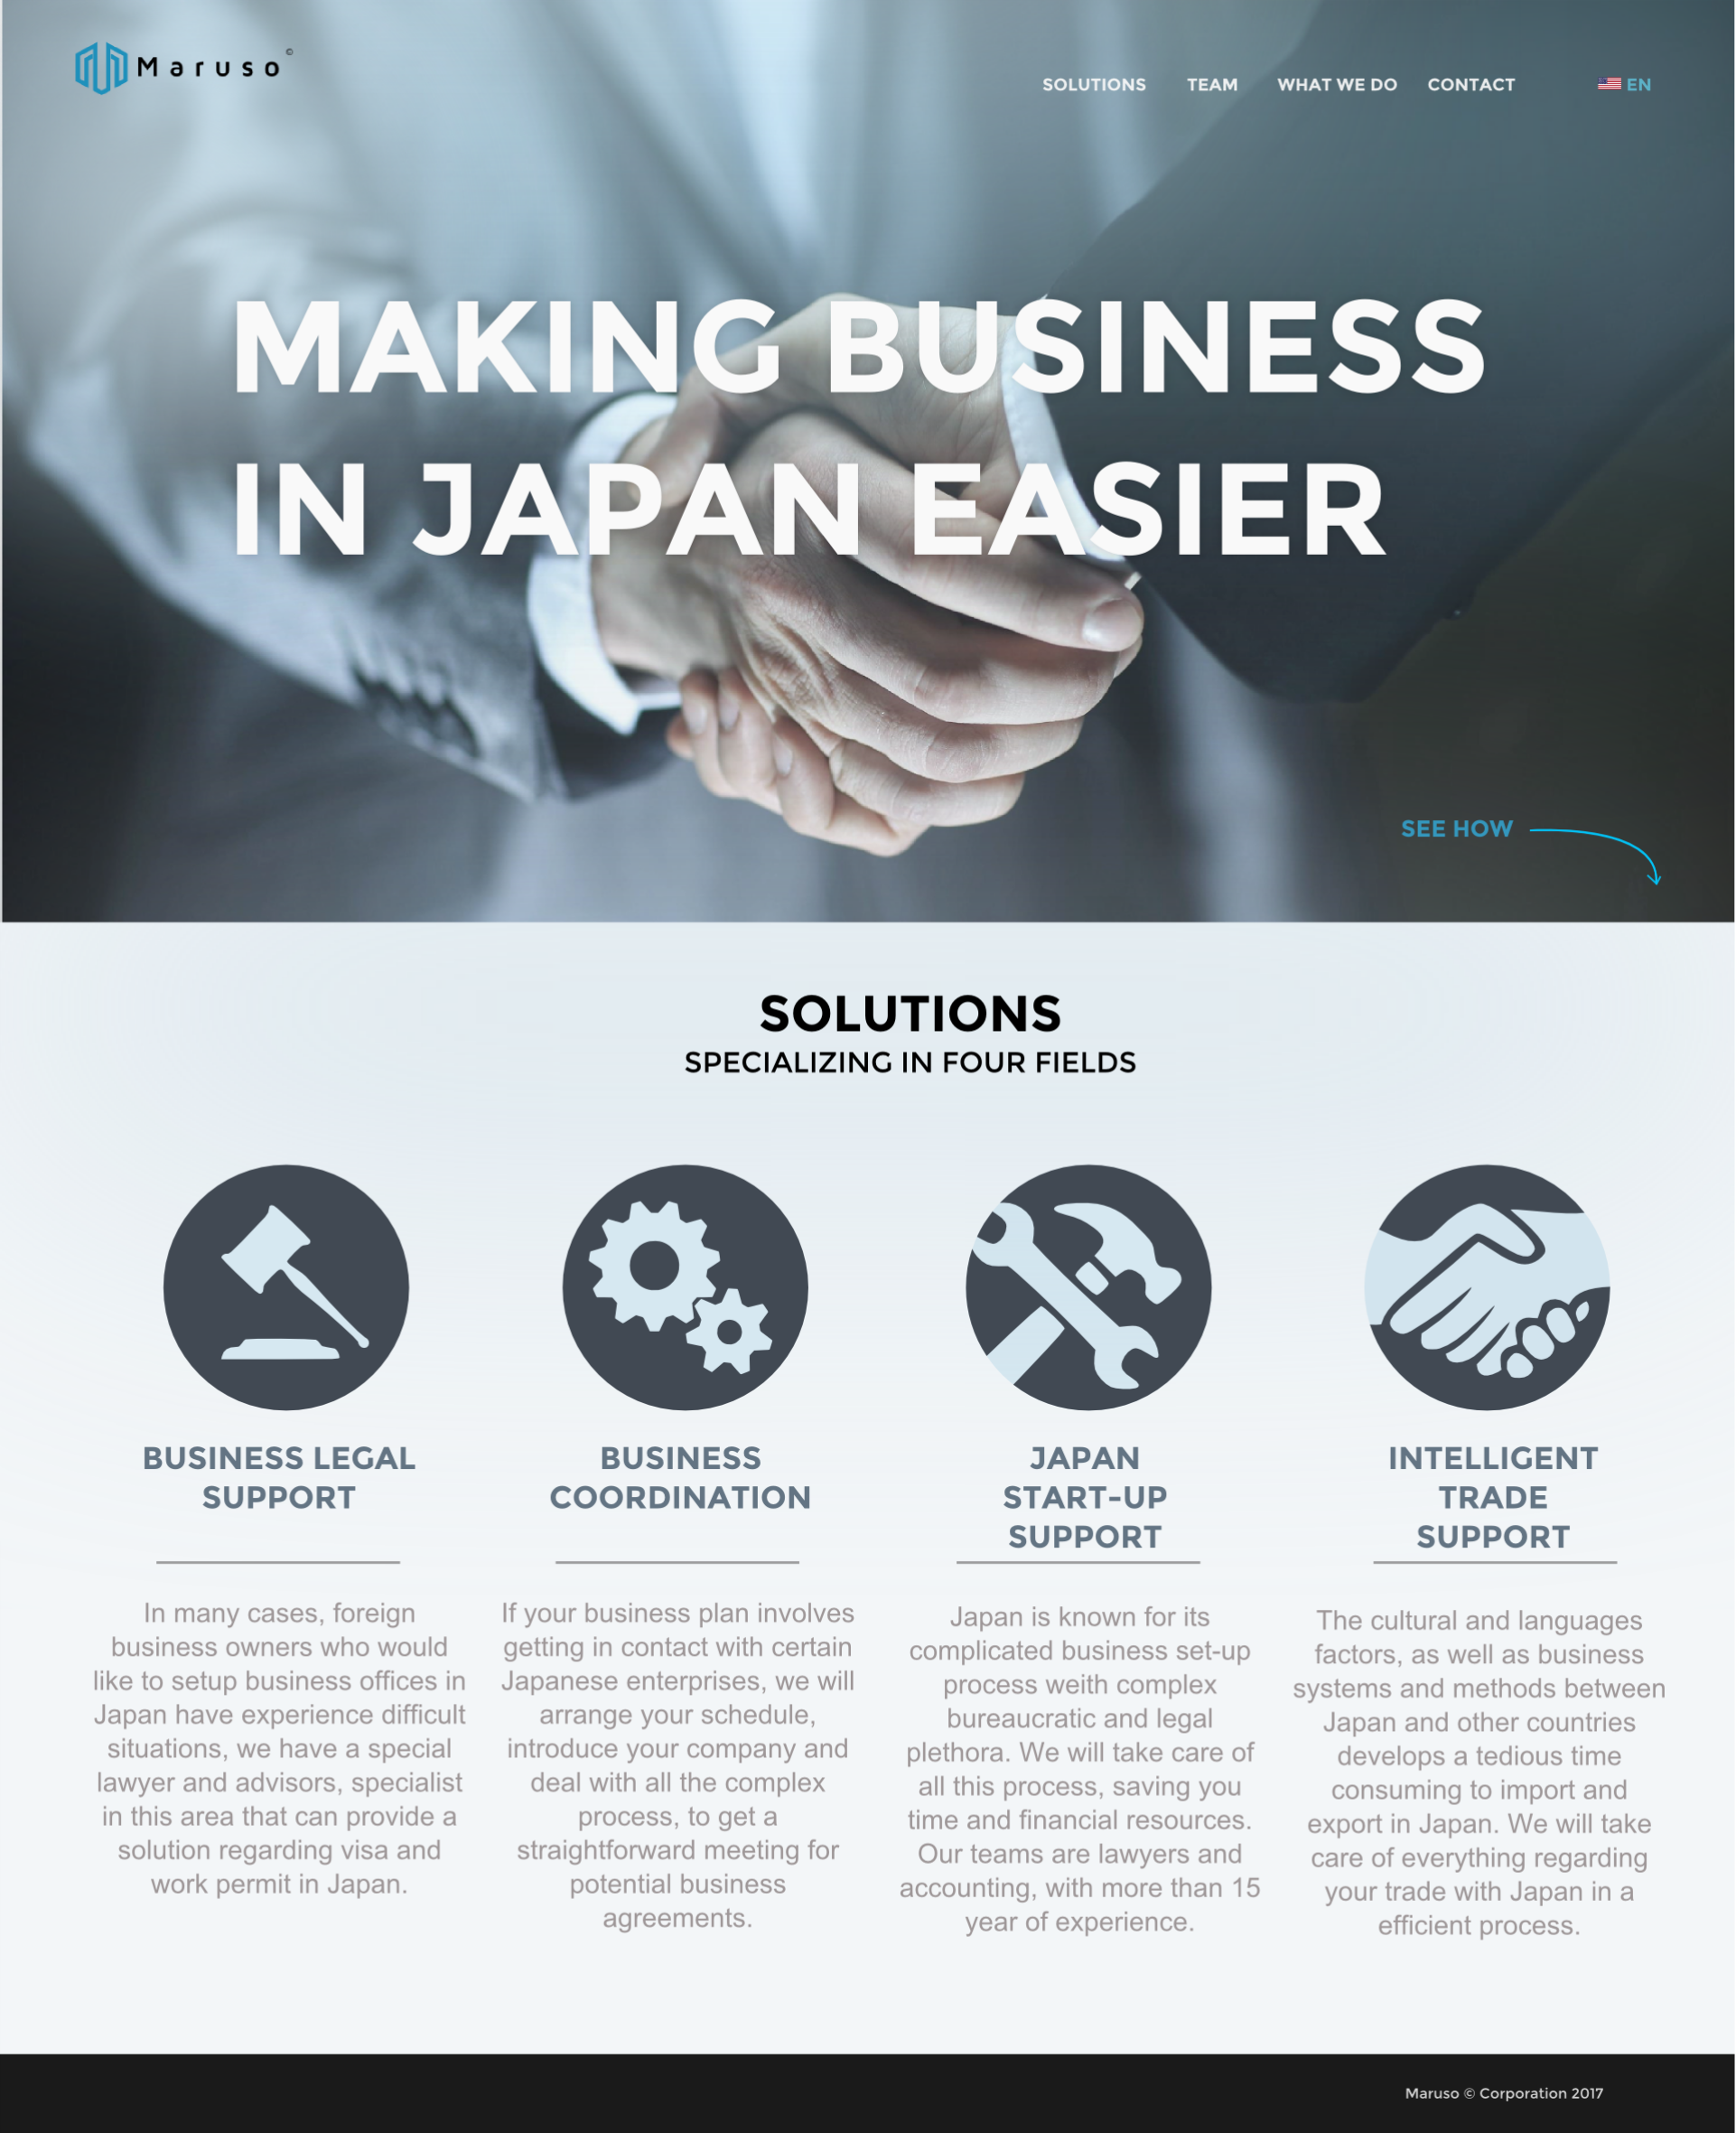 Maruso ©
SOLUTIONS TEAM WHAT WE DO CONTACT EN
MAKING BUSINESS
IN JAPAN EASIER
SEE HOW
SOLUTIONS
SPECIALIZING IN FOUR FIELDS
BUSINESS LEGAL
SUPPORT
In many cases, foreign
business owners who would
like to setup business offices in
Japan have experience difficult
situations, we have a special
lawyer and advisors, specialist
in this area that can provide a
solution regarding visa and
work permit in Japan.
BUSINESS
COORDINATION
If your business plan involves
getting in contact with certain
Japanese enterprises, we will
arrange your schedule,
introduce your company and
deal with all the complex
process, to get a
straightforward meeting for
potential business
agreements.
JAPAN
START-UP
SUPPORT
Japan is known for its
complicated business set-up
process weith complex
bureaucratic and legal
plethora. We will take care of
all this process, saving you
time and financial resources.
Our teams are lawyers and
accounting, with more than 15
year of experience.
INTELLIGENT
TRADE
SUPPORT
The cultural and languages
factors, as well as business
systems and methods between
Japan and other countries
develops a tedious time
consuming to import and
export in Japan. We will take
care of everything regarding
your trade with Japan in a
efficient process.
Maruso © Corporation 2017